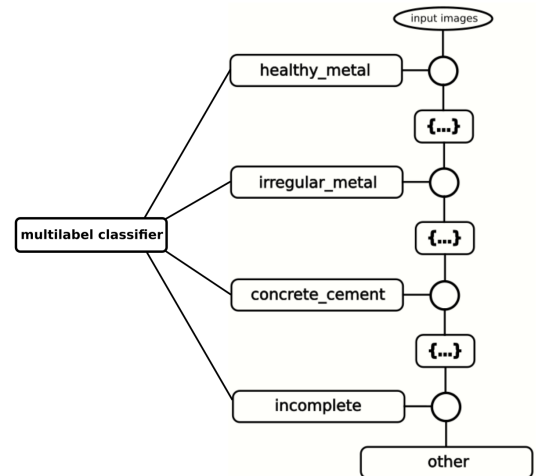 input images
healthy_metal
{...}
irregular_metal
{...}
multilabel classifier
concrete_cement
{...}
incomplete
other